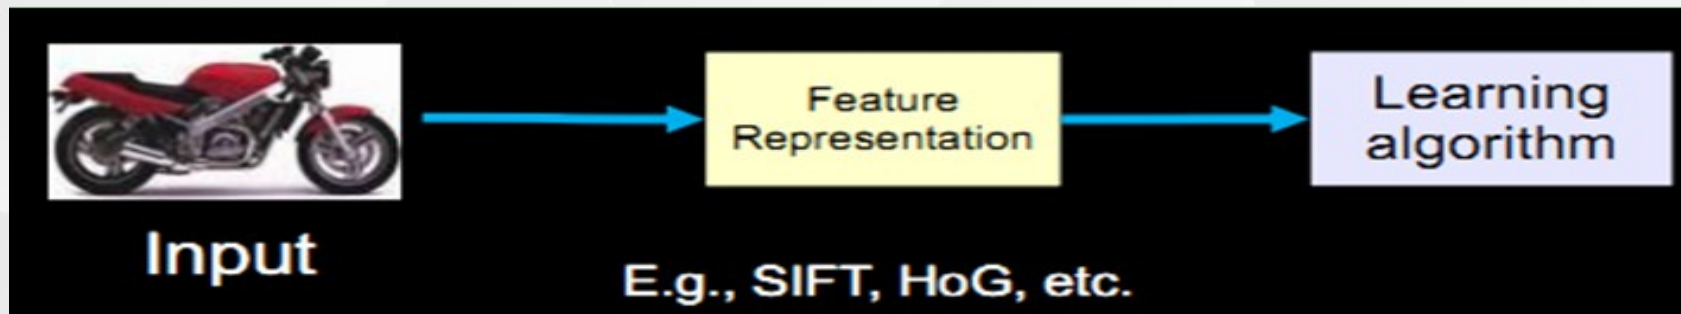 Input
Feature
Representation
E.g., SIFT, HoG, etc.
Learning
algorithm